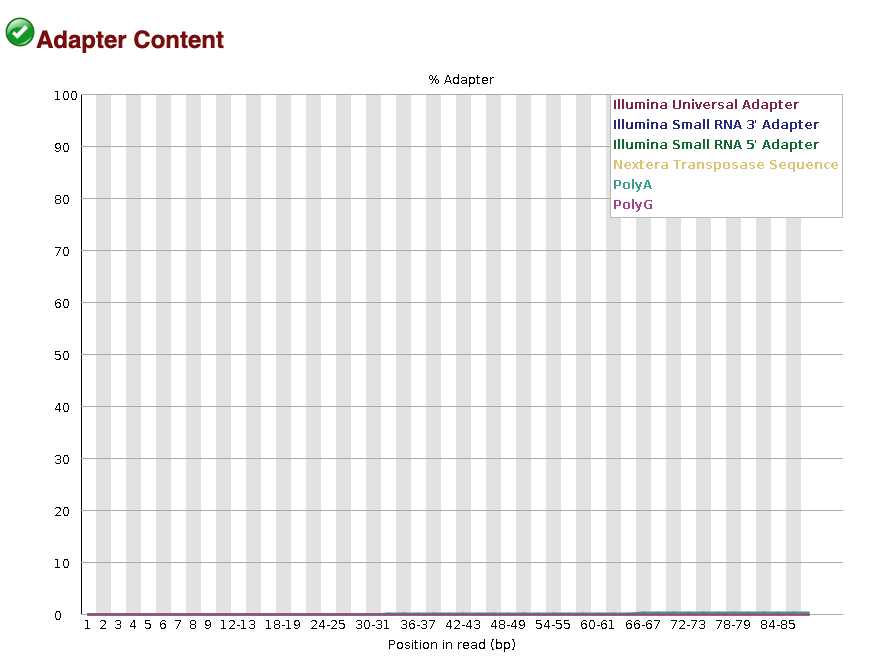 Adapter Content
% Adapter
100
90
80
70
60
50
40
30
20
10
0
Illumina Universal Adapter
Illumina Small RNA 3' Adapter
Illumina Small RNA 5' Adapter
Nextera Transposase Sequence
PolyA
PolyG
1 2 3 4 5 6 7 8 9 12-13 18-19 24-25 30-31 36-37 42-43 48-49 54-55 60-61 66-67 72-73 78-79 84-85
Position in read (bp)